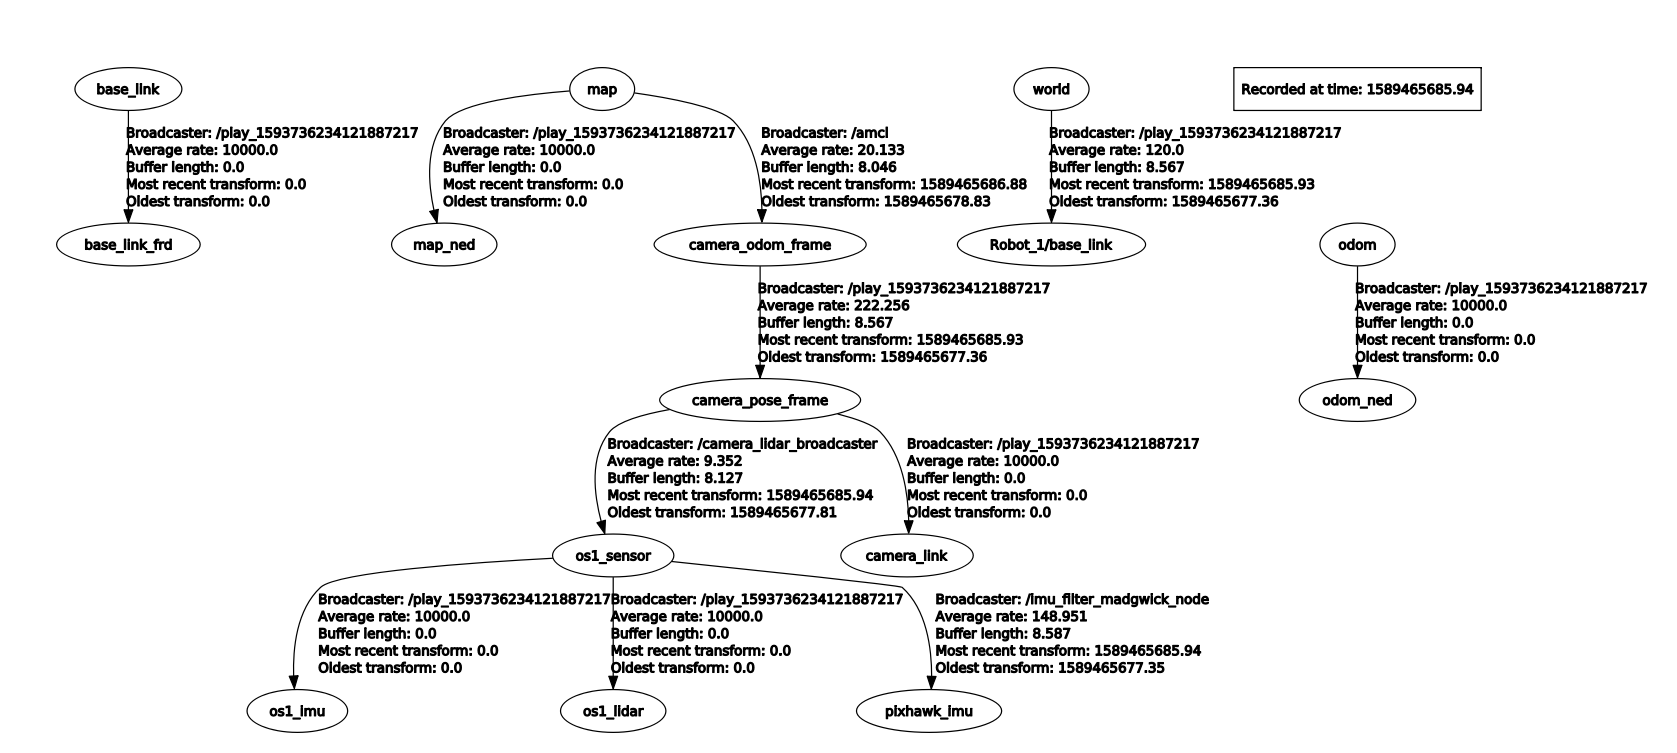 base_link
map
world
Recorded at time: 1589465685.94
Broadcaster: /play_1593736234121887217
Average rate: 10000.0
Buffer length: 0.0
Most recent transform: 0.0
Oldest transform: 0.0
Broadcaster: /play_1593736234121887217
Average rate: 10000.0
Buffer length: 0.0
Most recent transform: 0.0
Oldest transform: 0.0
Broadcaster: /amcl
Average rate: 20.133
Buffer length: 8.046
Most recent transform: 1589465686.88
Oldest transform: 1589465678.83
Broadcaster: /play_1593736234121887217
Average rate: 120.0
Buffer length: 8.567
Most recent transform: 1589465685.93
Oldest transform: 1589465677.36
base_link_frd
map_ned
camera_odom_frame
Robot_1/base_link
odom
Broadcaster: /play_1593736234121887217
Average rate: 222.256
Buffer length: 8.567
Most recent transform: 1589465685.93
Oldest transform: 1589465677.36
Broadcaster: /play_1593736234121887217
Average rate: 10000.0
Buffer length: 0.0
Most recent transform: 0.0
Oldest transform: 0.0
camera_pose_frame
odom_ned
Broadcaster: /camera_lidar_broadcaster
Average rate: 9.352
Buffer length: 8.127
Most recent transform: 1589465685.94
Oldest transform: 1589465677.81
Broadcaster: /play_1593736234121887217
Average rate: 10000.0
Buffer length: 0.0
Most recent transform: 0.0
Oldest transform: 0.0
os1_sensor
camera_link
Broadcaster: /play_1593736234121887217
Average rate: 10000.0
Buffer length: 0.0
Most recent transform: 0.0
Oldest transform: 0.0
Broadcaster: /play_1593736234121887217
Average rate: 10000.0
Buffer length: 0.0
Most recent transform: 0.0
Oldest transform: 0.0
Broadcaster: /imu_filter_madgwick_node
Average rate: 148.951
Buffer length: 8.587
Most recent transform: 1589465685.94
Oldest transform: 1589465677.35
os1_imu
os1_lidar
pixhawk_imu